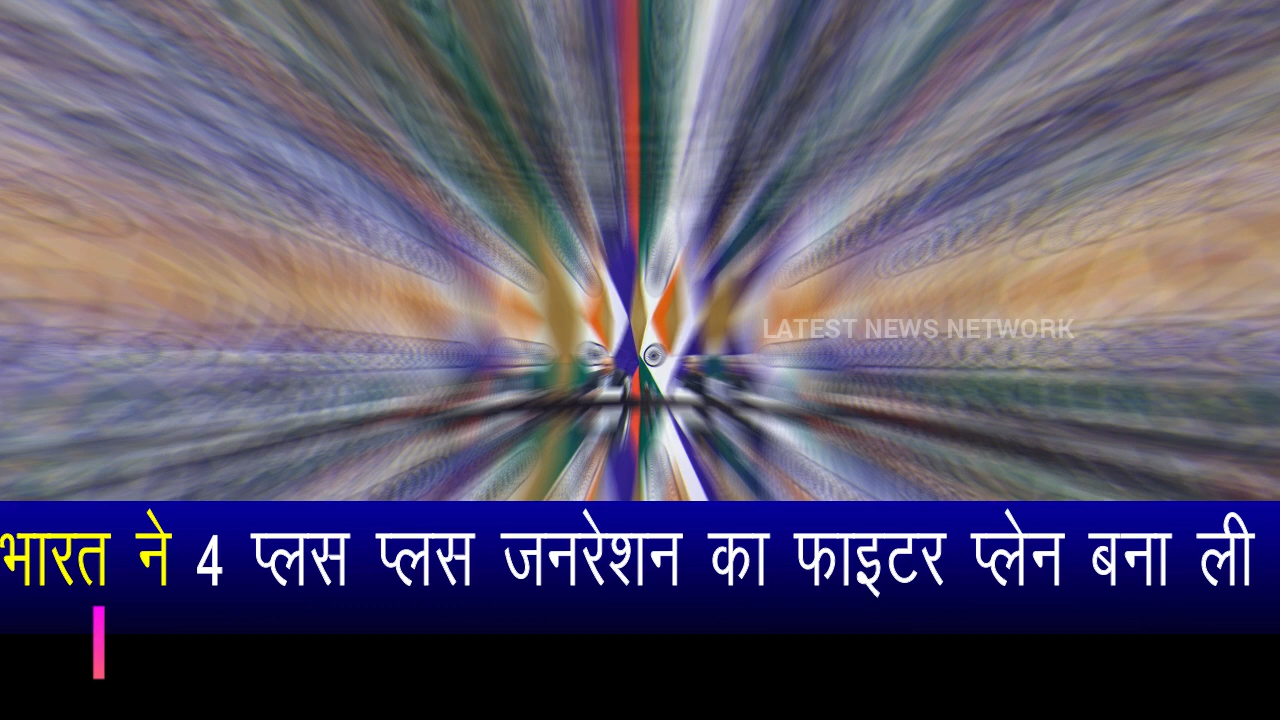 LATEST NEWS NETWORK
भारत ने 4 प्लस प्लस जनरेशन का फाइटर प्लेन बना ली